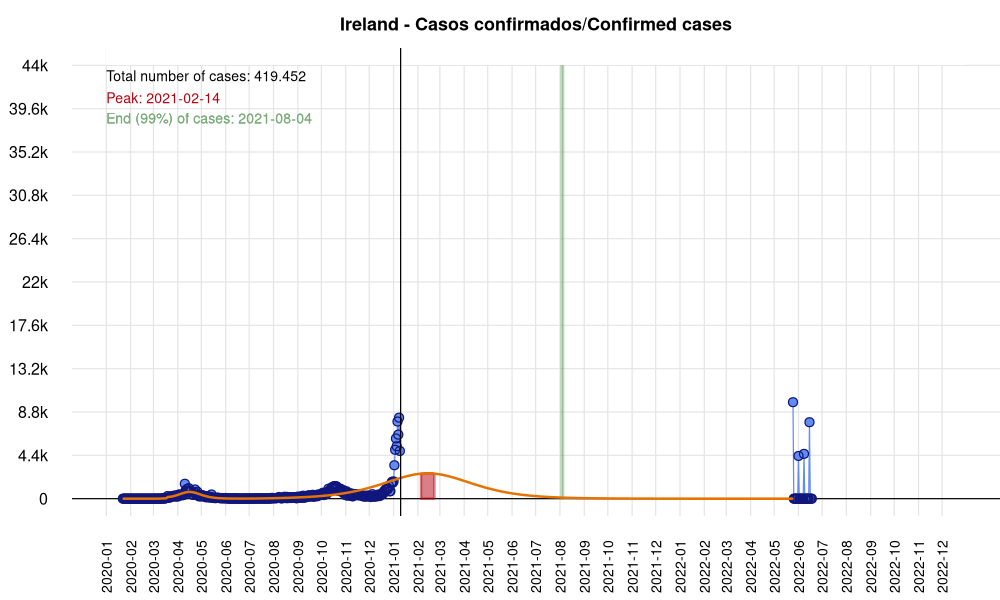 Ireland - Casos confirmados/Confirmed cases
Total number of cases: 419.452
Peak: 2021-02-14
End (99%) of cases: 2021-08-04
44k
39.6k
35.2k
30.8k
26.4k
22k
17.6k
13.2k
8.8k
4.4k
0
2020-01
2020-02
2020-03
2020-04
2020-05
2020-06
2020-07
2020-08
2020-09
2020-10
2020-11
2020-12
2021-01
2021-02
2021-03
2021-04
2021-05
2021-06
2021-07
2021-08
2021-09
2021-10
2021-11
2021-12
2022-01
2022-02
2022-03
2022-04
2022-05
2022-06
2022-07
2022-08
2022-09
2022-10
2022-11
2022-12